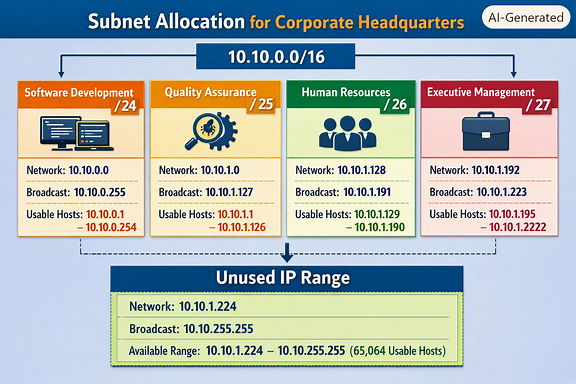 Subnet Allocation for Corporate Headquarters
AI-Generated
10.10.0.0/16
Software Development
/24
Network: 10.10.0.0
Broadcast: 10.10.0.255
Usable Hosts: 10.10.0.1
– 10.10.0.254
Quality Assurance
/25
Network: 10.10.1.0
Broadcast: 10.10.1.127
Usable Hosts: 10.10.1.1
– 10.10.1.126
Human Resources
/26
Network: 10.10.1.128
Broadcast: 10.10.1.191
Usable Hosts: 10.10.1.129
– 10.10.1.190
Executive Management
/27
Network: 10.10.1.192
Broadcast: 10.10.1.223
Usable Hosts: 10.10.1.195
– 10.10.1.2222
Unused IP Range
Network: 10.10.1.224
Broadcast: 10.10.255.255
Available Range: 10.10.1.224 – 10.10.255.255 (65,064 Usable Hosts)